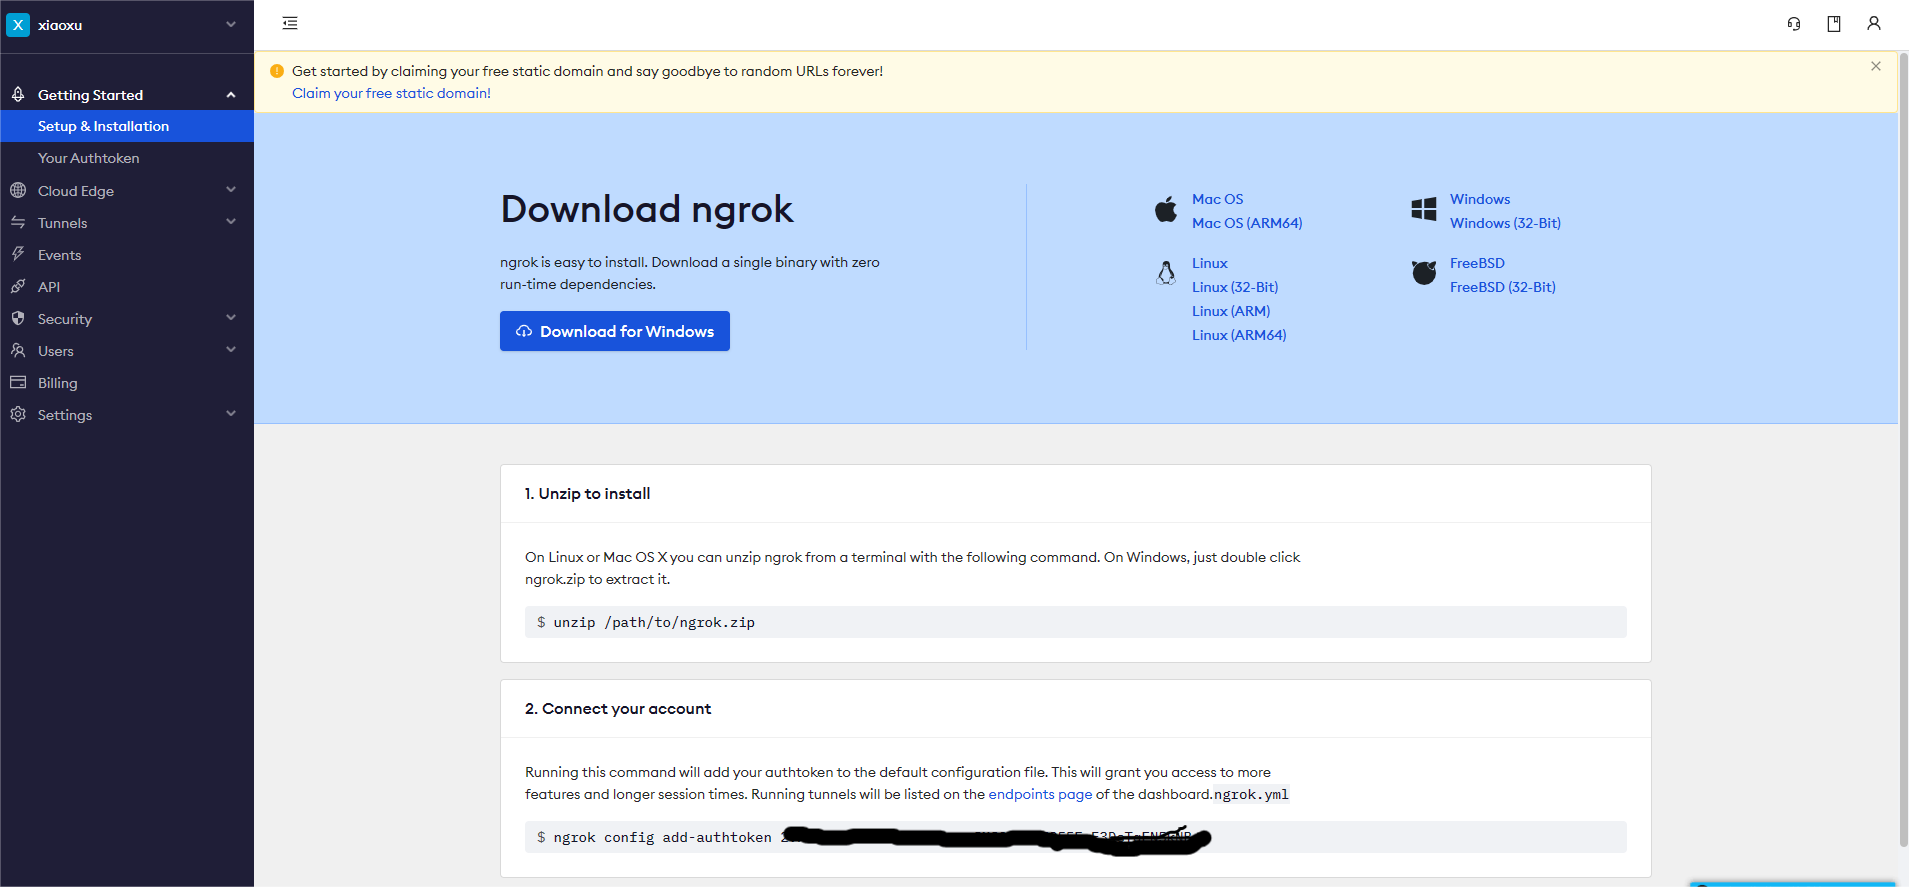 X xiaoxu
Getting Started
Setup & Installation
Your Authtoken
Cloud Edge
Tunnels
Events
API
Security
Users
Billing
Settings
Get started by claiming your free static domain and say goodbye to random URLs forever!
Claim your free static domain!
Download ngrok
ngrok is easy to install. Download a single binary with zero
run-time dependencies.
Download for Windows
Mac OS
Mac OS (ARM64)
Linux
Linux (32-Bit)
Linux (ARM)
Linux (ARM64)
Windows
Windows (32-Bit)
FreeBSD
FreeBSD (32-Bit)
1. Unzip to install
On Linux or Mac OS X you can unzip ngrok from a terminal with the following command. On Windows, just double click
ngrok.zip to extract it.
$ unzip /path/to/ngrok.zip
2. Connect your account
Running this command will add your authtoken to the default configuration file. This will grant you access to more
features and longer session times. Running tunnels will be listed on the endpoints page of the dashboard.ngrok.yml
$ ngrok config add-authtoken